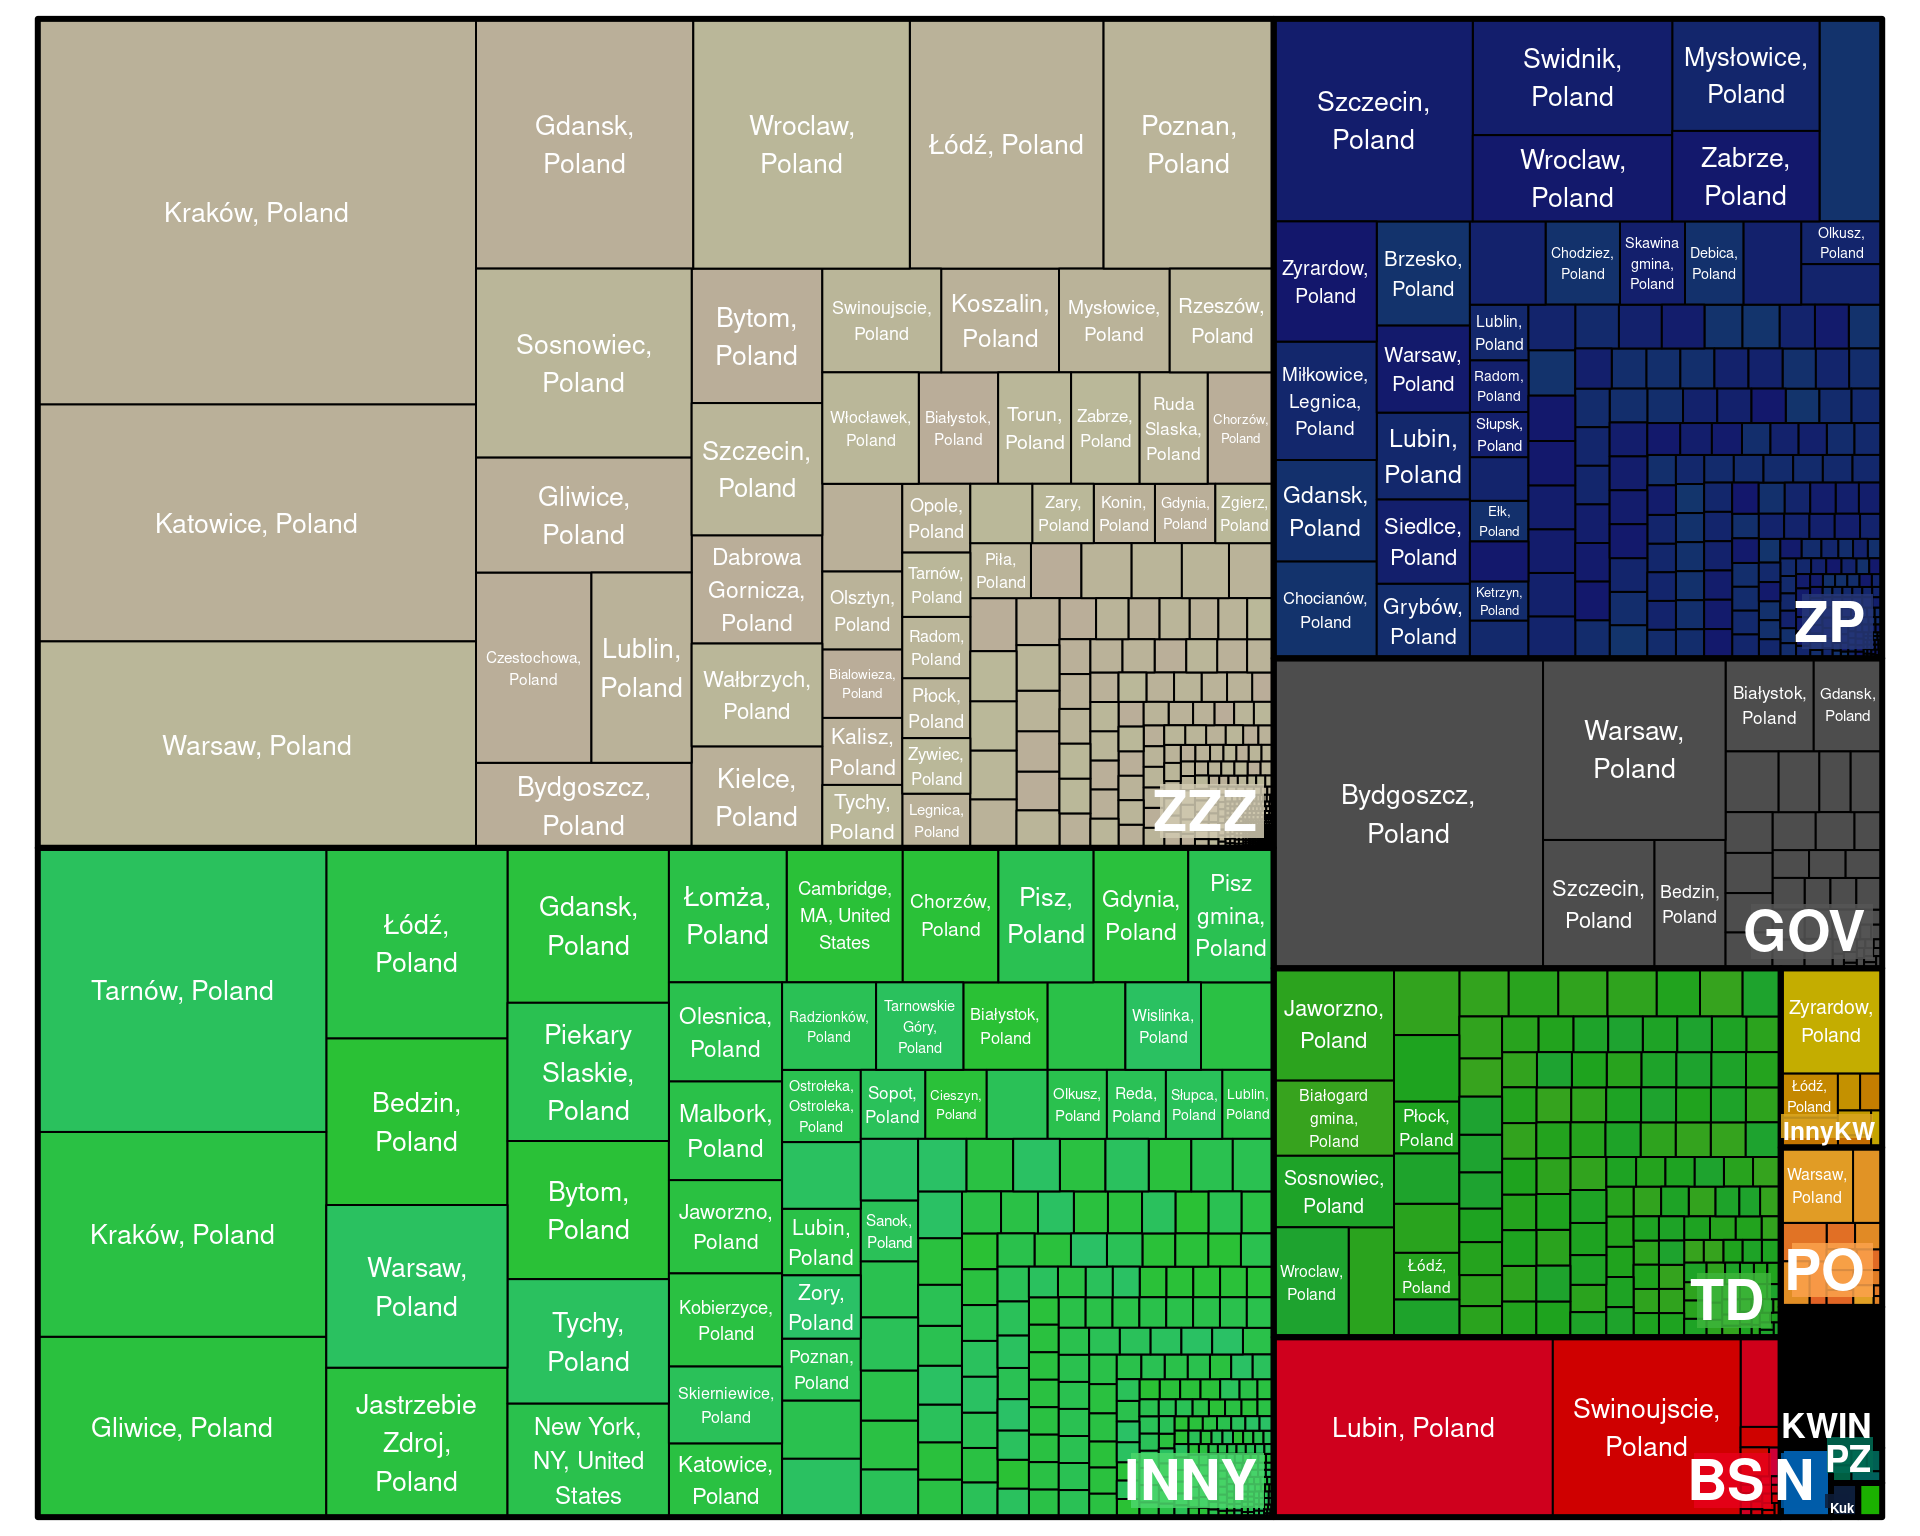 Kraków, Poland
Katowice, Poland
Warsaw, Poland
Gdansk,
Poland
Wroclaw,
Poland
Łódź, Poland
Poznan,
Poland
Sosnowiec,
Poland
Gliwice,
Poland
Czestochowa,
Poland
Lublin,
Poland
Bydgoszcz,
Poland
Bytom,
Poland
Szczecin,
Poland
Dabrowa
Gornicza,
Poland
Wałbrzych,
Poland
Kielce,
Poland
Swinoujscie,
Poland
Koszalin,
Poland
Mysłowice,
Poland
Rzeszów,
Poland
Włocławek,
Poland
Białystok,
Poland
Torun,
Poland
Zabrze,
Poland
Ruda
Slaska,
Poland
Chorzów,
Poland
Olsztyn,
Poland
Bialowieza,
Poland
Kalisz,
Poland
Tychy,
Poland
Opole,
Poland
Tarnów,
Poland
Radom,
Poland
Płock,
Poland
Zywiec,
Poland
Legnica,
Poland
Zary,
Poland
Konin,
Poland
Gdynia,
Poland
Zgierz,
Poland
Piła,
Poland
ZZZ
Szczecin,
Poland
Swidnik,
Poland
Wroclaw,
Poland
Mysłowice,
Poland
Zabrze,
Poland
Zyrardow,
Poland
Miłkowice,
Legnica,
Poland
Gdansk,
Poland
Chocianów,
Poland
Brzesko,
Poland
Warsaw,
Poland
Lubin,
Poland
Siedlce,
Poland
Grybów,
Poland
Chodziez,
Poland
Skawina
gmina,
Poland
Debica,
Poland
Olkusz,
Poland
Lublin,
Poland
Radom,
Poland
Słupsk,
Poland
Ełk,
Poland
Ketrzyn,
Poland
ZP
Bydgoszcz,
Poland
Warsaw,
Poland
Szczecin,
Poland
Bedzin,
Poland
Białystok,
Poland
Gdansk,
Poland
GOV
Tarnów, Poland
Kraków, Poland
Gliwice, Poland
Łódź,
Poland
Bedzin,
Poland
Warsaw,
Poland
Jastrzebie
Zdroj,
Poland
Gdansk,
Poland
Piekary
Slaskie,
Poland
Bytom,
Poland
Tychy,
Poland
New York,
NY, United
States
Łomża,
Poland
Cambridge,
MA, United
States
Chorzów,
Poland
Pisz,
Poland
Gdynia,
Poland
Pisz
gmina,
Poland
Olesnica,
Poland
Malbork,
Poland
Jaworzno,
Poland
Kobierzyce,
Poland
Skierniewice,
Poland
Katowice,
Poland
Radzionków,
Poland
Tarnowskie
Góry,
Poland
Białystok,
Poland
Wislinka,
Poland
Ostrołeka,
Ostroleka,
Poland
Sopot,
Poland
Cieszyn,
Poland
Olkusz,
Poland
Reda,
Poland
Słupca,
Poland
Lublin,
Poland
Lubin,
Poland
Zory,
Poland
Poznan,
Poland
Sanok,
Poland
INNY
Jaworzno,
Poland
Białogard
gmina,
Poland
Sosnowiec,
Poland
Wroclaw,
Poland
Płock,
Poland
Łódź,
Poland
TD
Zyrardow,
Poland
Łódź,
Poland
InnyKW
Warsaw,
Poland
PO
Lubin, Poland
Swinoujscie,
Poland
BS
KWIN
PZ
N
Kuk